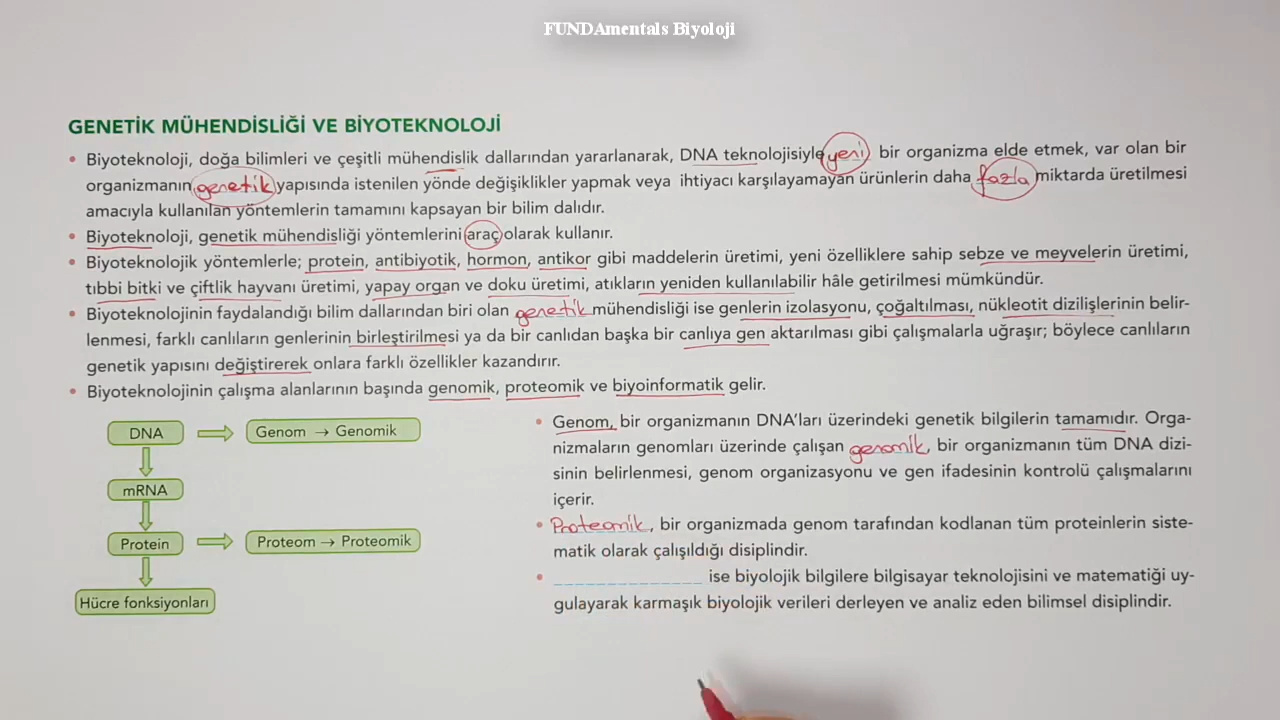 FUNDAmentals Biyoloji
GENETİK MÜHENDİSLİĞİ VE BİYOTEKNOLOJİ
• Biyoteknoloji, doğa bilimleri ve çeşitli mühendislik dallarından yararlanarak, DNA teknolojisiyle yeni bir organizma elde etmek, var olan bir
organizmanın genetik yapısında istenilen yönde değişiklikler yapmak veya ihtiyacı karşılayamayan ürünlerin daha fazla miktarda üretilmesi
amacıyla kullanılan yöntemlerin tamamını kapsayan bir bilim dalıdır.
• Biyoteknoloji, genetik mühendisliği yöntemlerini araç olarak kullanır.
• Biyoteknolojik yöntemlerle; protein, antibiyotik, hormon, antikor gibi maddelerin üretimi, yeni özelliklere sahip sebze ve meyvelerin üretimi,
tıbbi bitki ve çiftlik hayvanı üretimi, yapay organ ve doku üretimi, atıkların yeniden kullanılabilir hâle getirilmesi mümkündür.
• Biyoteknolojinin faydalandığı bilim dallarından biri olan genetik mühendisliği ise genlerin izolasyonu, çoğaltılması, nükleotit dizilişlerinin belir-
lenmesi, farklı canlıların genlerinin birleştirilmesi ya da bir canlıdan başka bir canlıya gen aktarılması gibi çalışmalarla uğraşır; böylece canlıların
genetik yapısını değiştirerek onlara farklı özellikler kazandırır.
• Biyoteknolojinin çalışma alanlarının başında genomik, proteomik ve biyoinformatik gelir.
DNA
Genom → Genomik
mRNA
Protein
Proteom → Proteomik
Hücre fonksiyonları
• Genom, bir organizmanın DNA'ları üzerindeki genetik bilgilerin tamamıdır. Orga-
nizmaların genomları üzerinde çalışan genomik, bir organizmanın tüm DNA dizi-
sinin belirlenmesi, genom organizasyonu ve gen ifadesinin kontrolü çalışmalarını
içerir.
• Proteomik, bir organizmada genom tarafından kodlanan tüm proteinlerin siste-
matik olarak çalışıldığı disiplindir.
• ise biyolojik bilgilere bilgisayar teknolojisini ve matematiği uy-
gulayarak karmaşık biyolojik verileri derleyen ve analiz eden bilimsel disiplindir.